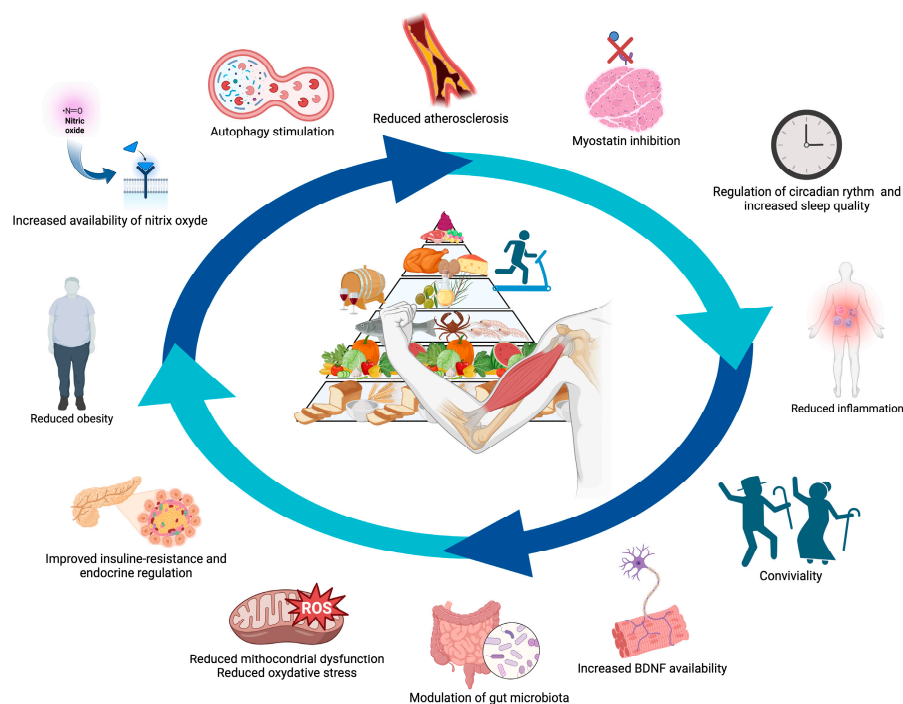 Reduced atherosclerosis
Autophagy stimulation
Myostatin inhibition
•N=O
Nitric
oxide
Regulation of circadian rythm and
increased sleep quality
Increased availability of nitrix oxyde
Reduced obesity
Reduced inflammation
Improved insuline-resistance and
endocrine regulation
Conviviality
ROS
Reduced mithocondrial dysfunction
Reduced oxydative stress
Increased BDNF availability
Modulation of gut microbiota